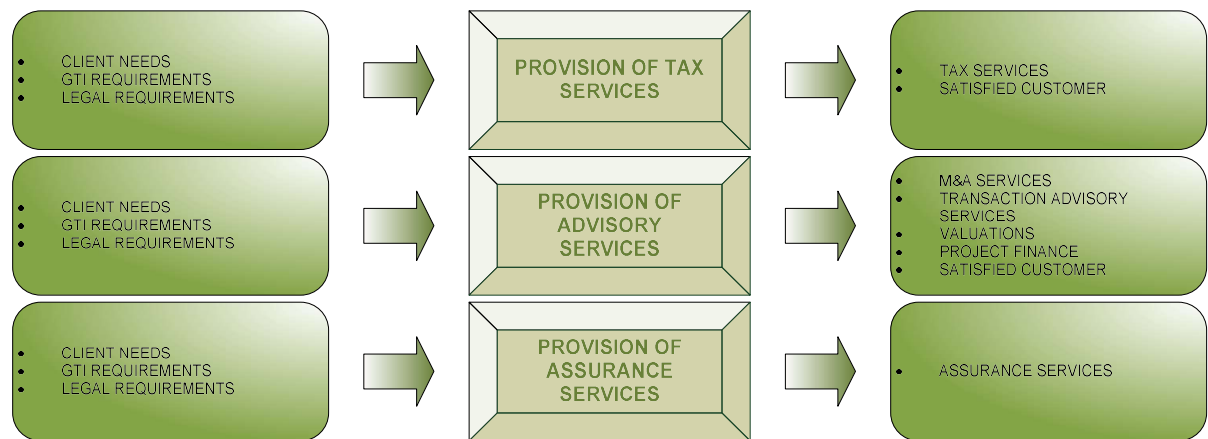 • CLIENT NEEDS
• GTI REQUIREMENTS
• LEGAL REQUIREMENTS
PROVISION OF TAX
SERVICES
• TAX SERVICES
• SATISFIED CUSTOMER
• CLIENT NEEDS
• GTI REQUIREMENTS
• LEGAL REQUIREMENTS
PROVISION OF
ADVISORY
SERVICES
• M&A SERVICES
• TRANSACTION ADVISORY
SERVICES
• VALUATIONS
• PROJECT FINANCE
• SATISFIED CUSTOMER
• CLIENT NEEDS
• GTI REQUIREMENTS
• LEGAL REQUIREMENTS
PROVISION OF
ASSURANCE
SERVICES
• ASSURANCE SERVICES